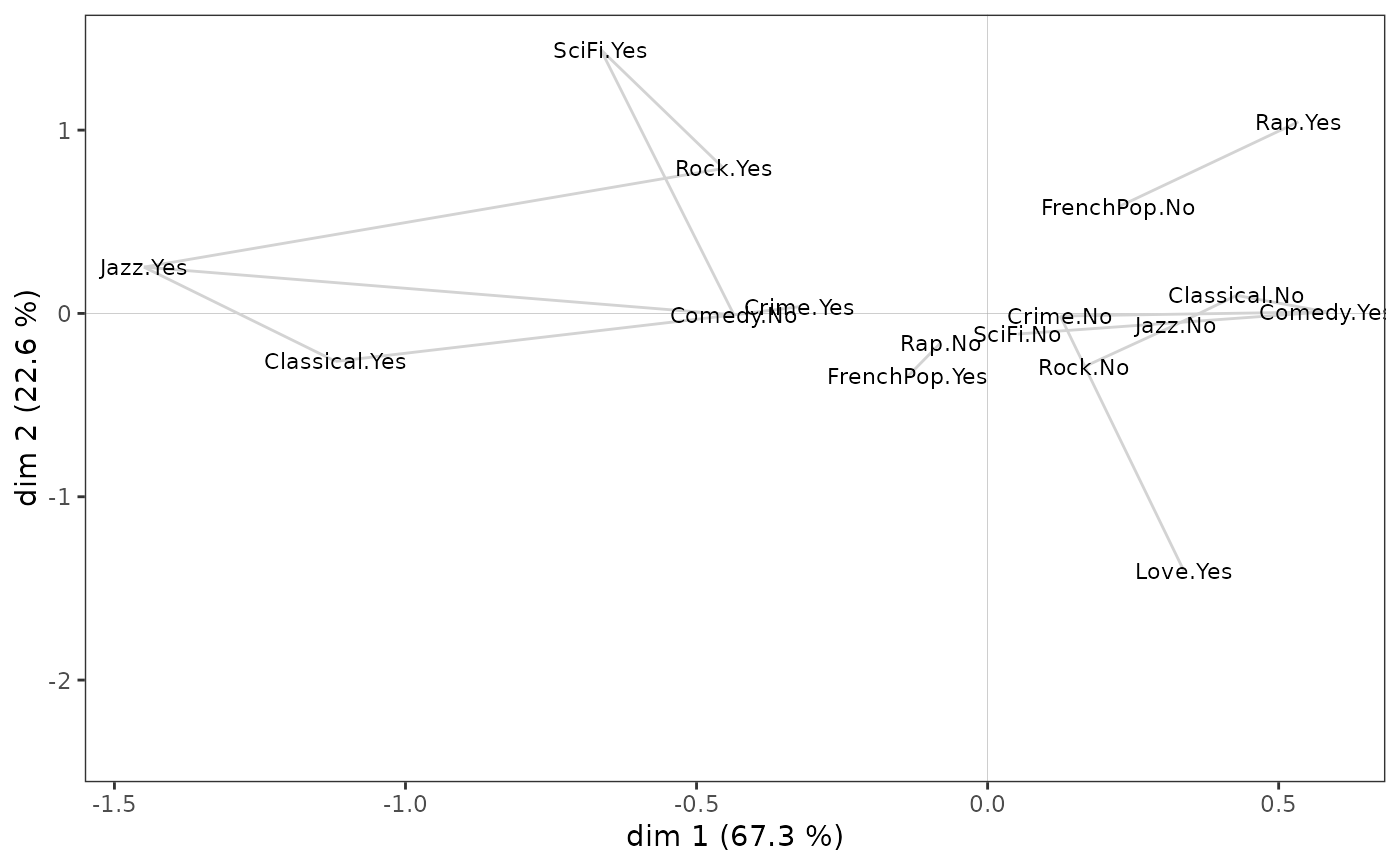 SciFi.Yes
1
Rap.Yes
Rock.Yes
FrenchPop.No
Jazz.Yes
Classical.No
0
Comedy.No
Crime.Yes
Crime.No
Comedy.Yes
SciFi.No
Jazz.No
Rap.No
Classical.Yes
FrenchPop.Yes
Rock.No
dim 2 (22.6 %)
-1
Love.Yes
-2
-1.5 -1.0 -0.5 0.0 0.5
dim 1 (67.3 %)